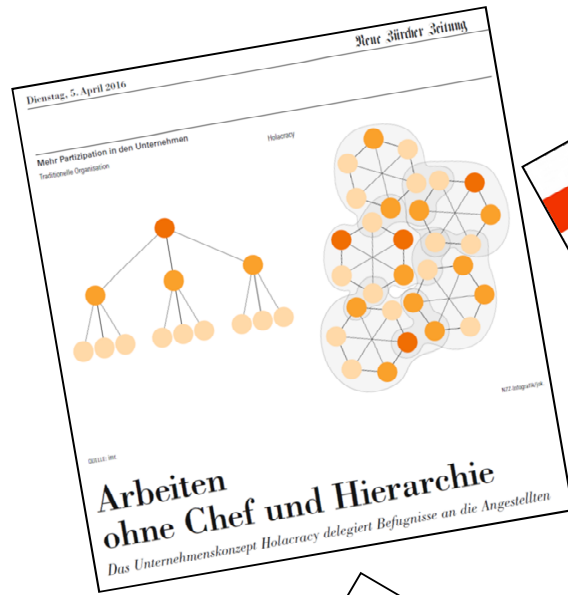 Neue Zürcher Zeitung
Dienstag, 5. April 2016
Mehr Partizipation in den Unternehmen
Traditionelle Organisation
Holacracy
NZZ-Infografik/jok.
QUELLE: imx
Arbeiten
ohne Chef und Hierarchie
Das Unternehmenskonzept Holacracy delegiert Befugnisse an die Angestellten